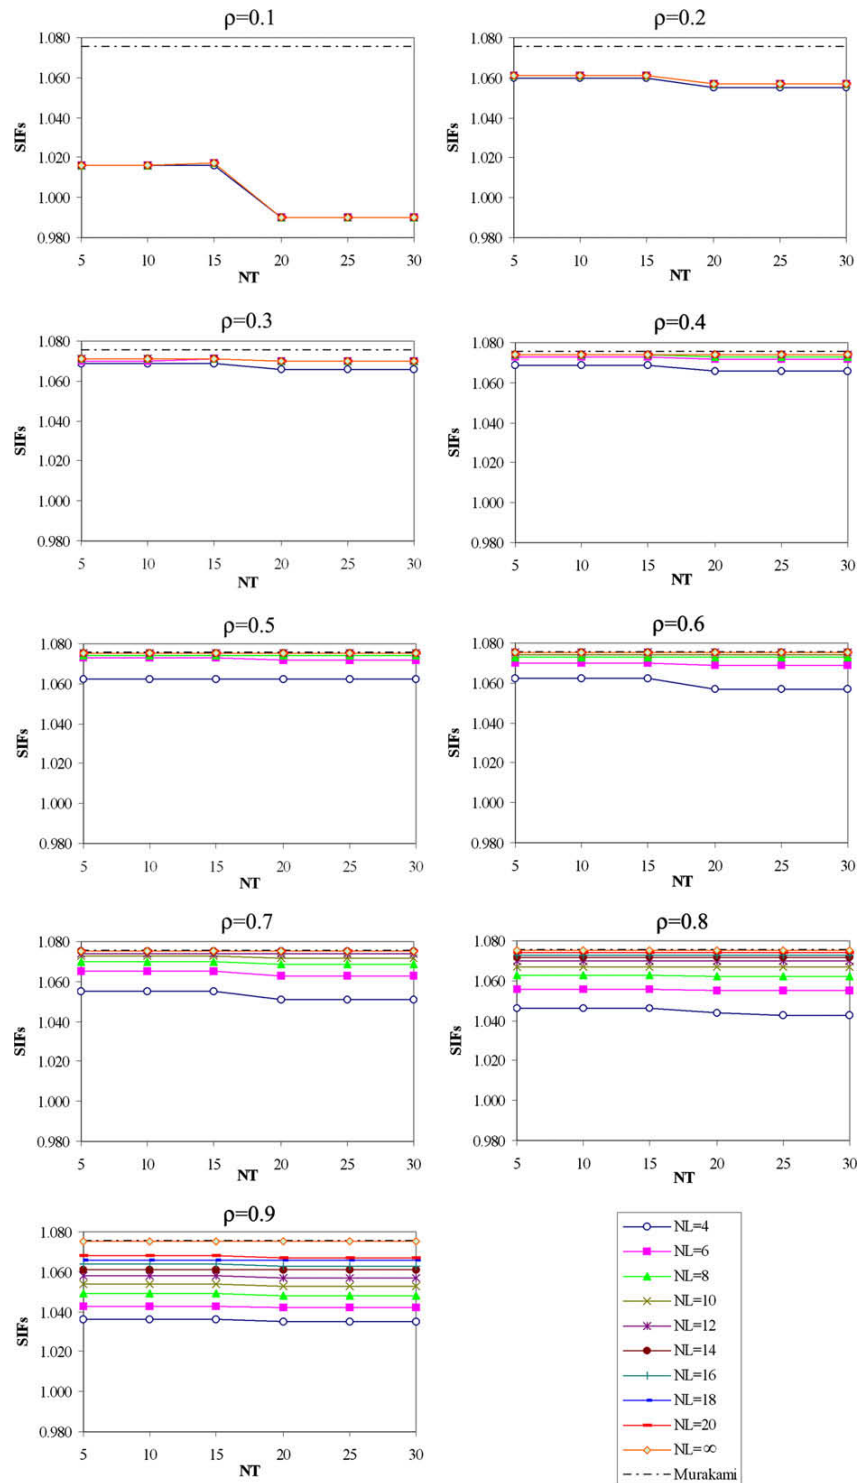 ρ=0.1
1.080
1.060
1.040
1.020
1.000
0.980
SIFs
5 10 15 20 25 30
NT
ρ=0.2
1.080
1.060
1.040
1.020
1.000
0.980
SIFs
5 10 15 20 25 30
NT
ρ=0.3
1.080
1.060
1.040
1.020
1.000
0.980
SIFs
5 10 15 20 25 30
NT
ρ=0.4
1.080
1.060
1.040
1.020
1.000
0.980
SIFs
5 10 15 20 25 30
NT
ρ=0.5
1.080
1.060
1.040
1.020
1.000
0.980
SIFs
5 10 15 20 25 30
NT
ρ=0.6
1.080
1.060
1.040
1.020
1.000
0.980
SIFs
5 10 15 20 25 30
NT
ρ=0.7
1.080
1.060
1.040
1.020
1.000
0.980
SIFs
5 10 15 20 25 30
NT
ρ=0.8
1.080
1.060
1.040
1.020
1.000
0.980
SIFs
5 10 15 20 25 30
NT
ρ=0.9
1.080
1.060
1.040
1.020
1.000
0.980
SIFs
5 10 15 20 25 30
NT
NL=4
NL=6
NL=8
NL=10
NL=12
NL=14
NL=16
NL=18
NL=20
NL=∞
Murakami